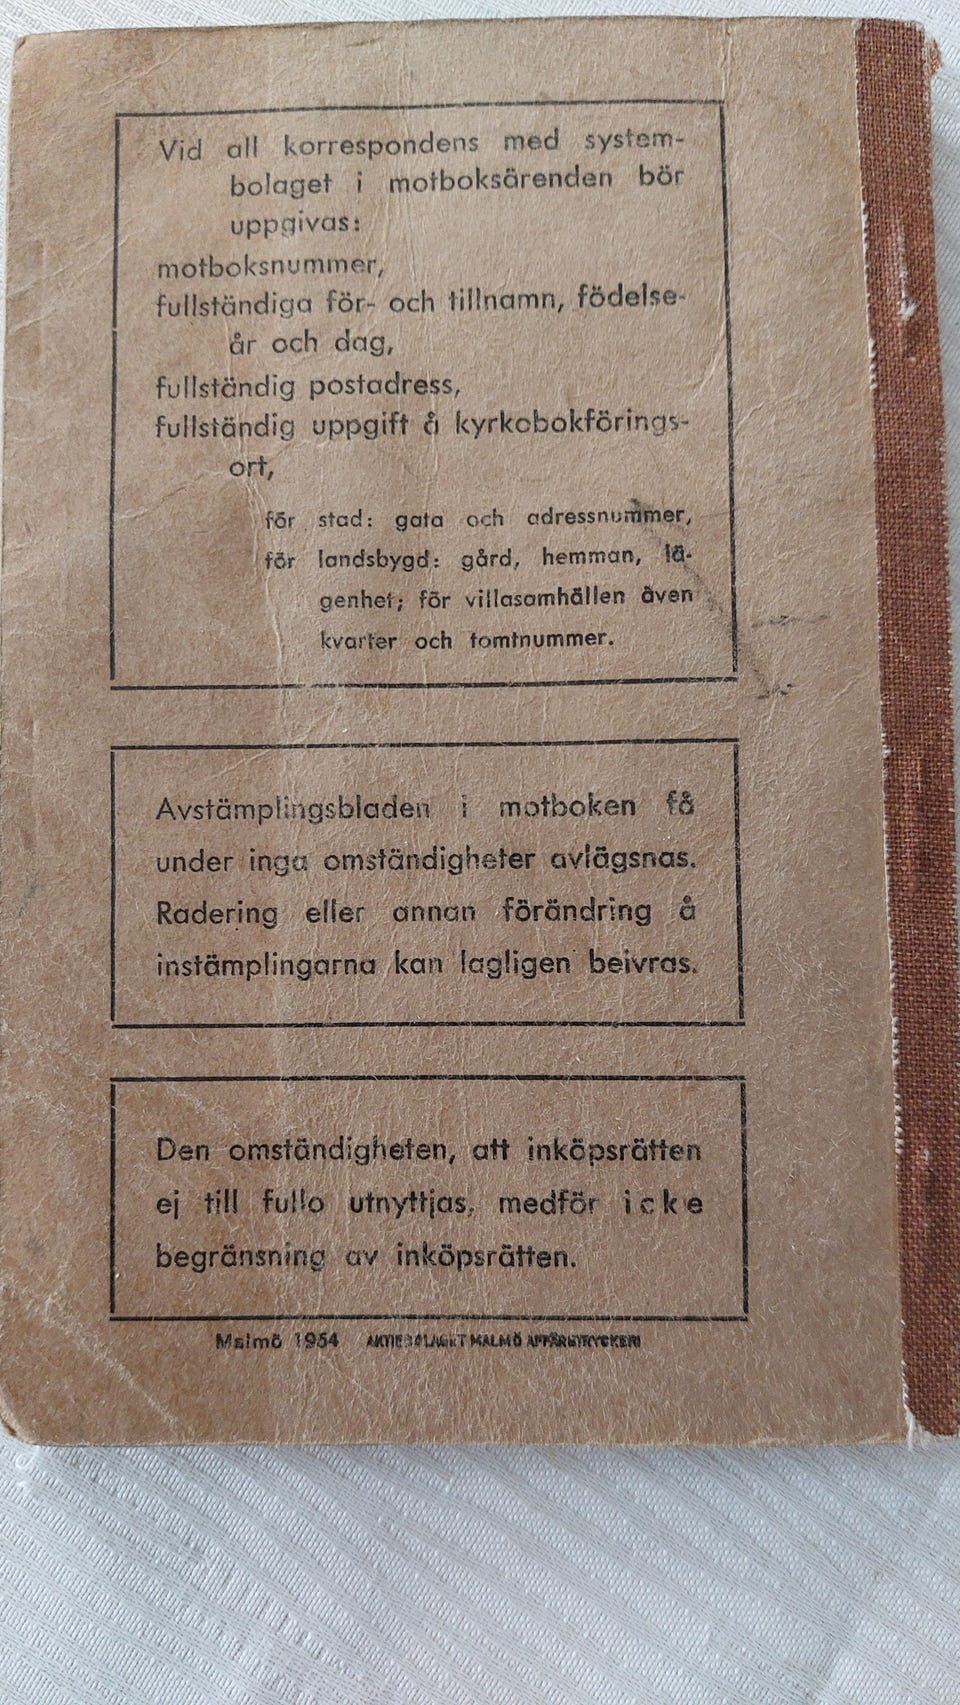 Vid all korrespondens med system-
bolaget i motboksärenden bör
uppgivas:
motboksnummer,
fullständiga för- och tillnamn, födelse-
år och dag,
fullständig postadress,
fullständig uppgift å kyrkobokförings-
ort,
för stad: gata och adressnummer,
för landsbygd: gård, hemman, lä-
genhet; för villasamhällen även
kvarter och tomtnummer.
Avstämplingsbladen i motboken få
under inga omständigheter avlägsnas.
Radering eller annan förändring å
instämplingarna kan lagligen beivras.
Den omständigheten, att inköpsrätten
ej till fullo utnyttjas, medför icke
begränsning av inköpsrätten.
Malmö 1954 AKTIEBOLAGET MALMÖ AFFÄRSTRYCKERI